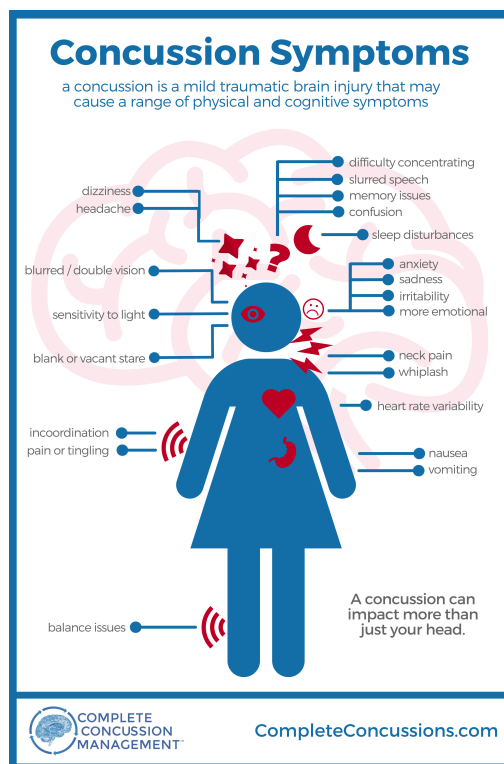 Concussion Symptoms
a concussion is a mild traumatic brain injury that may
cause a range of physical and cognitive symptoms
dizziness
headache
blurred / double vision
sensitivity to light
blank or vacant stare
incoordination
pain or tingling
balance issues
?
difficulty concentrating
slurred speech
memory issues
confusion
sleep disturbances
anxiety
sadness
irritability
more emotional
neck pain
whiplash
heart rate variability
nausea
vomiting
A concussion can
impact more than
just your head.
COMPLETE
CONCUSSION
MANAGEMENT™
CompleteConcussions.com